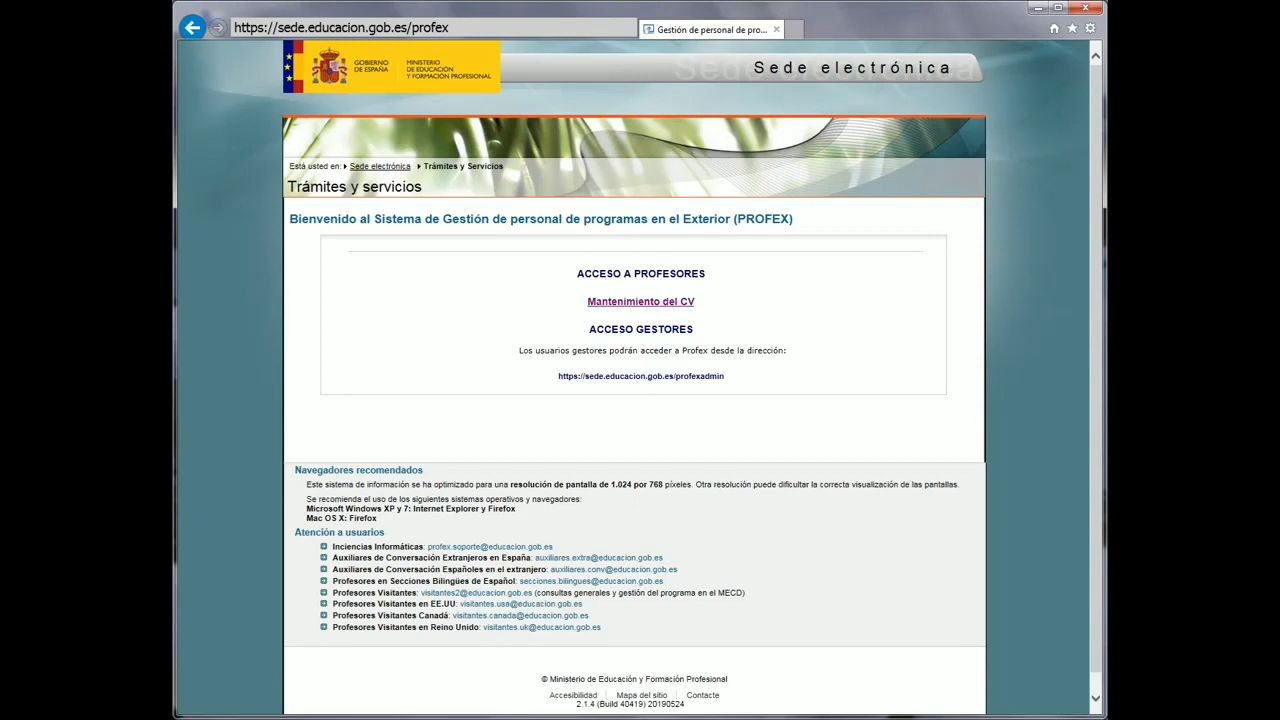 https://sede.educacion.gob.es/profex
Gestión de personal de pro...
GOBIERNO DE ESPAÑA
MINISTERIO DE EDUCACIÓN Y FORMACIÓN PROFESIONAL
Sede electrónica
Está usted en: Sede electrónica Trámites y Servicios
Trámites y servicios
Bienvenido al Sistema de Gestión de personal de programas en el Exterior (PROFEX)
ACCESO A PROFESORES
Mantenimiento del CV
ACCESO GESTORES
Los usuarios gestores podrán acceder a Profex desde la dirección:
https://sede.educacion.gob.es/profexadmin
Navegadores recomendados
Este sistema de información se ha optimizado para una resolución de pantalla de 1.024 por 768 píxeles. Otra resolución puede dificultar la correcta visualización de las pantallas.
Se recomienda el uso de los siguientes sistemas operativos y navegadores:
Microsoft Windows XP y 7: Internet Explorer y Firefox
Mac OS X: Firefox
Atención a usuarios
Inciencias Informáticas: profex.soporte@educacion.gob.es
Auxiliares de Conversación Extranjeros en España: auxiliares.extra@educacion.gob.es
Auxiliares de Conversación Españoles en el extranjero: auxiliares.conv@educacion.gob.es
Profesores en Secciones Bilingües de Español: secciones.bilingues@educacion.gob.es
Profesores Visitantes: visitantes2@educacion.gob.es (consultas generales y gestión del programa en el MECD)
Profesores Visitantes en EE.UU: visitantes.usa@educacion.gob.es
Profesores Visitantes Canadá: visitantes.canada@educacion.gob.es
Profesores Visitantes en Reino Unido: visitantes.uk@educacion.gob.es
© Ministerio de Educación y Formación Profesional
Accesibilidad Mapa del sitio Contacte
2.1.4 (Build 40419) 20190524